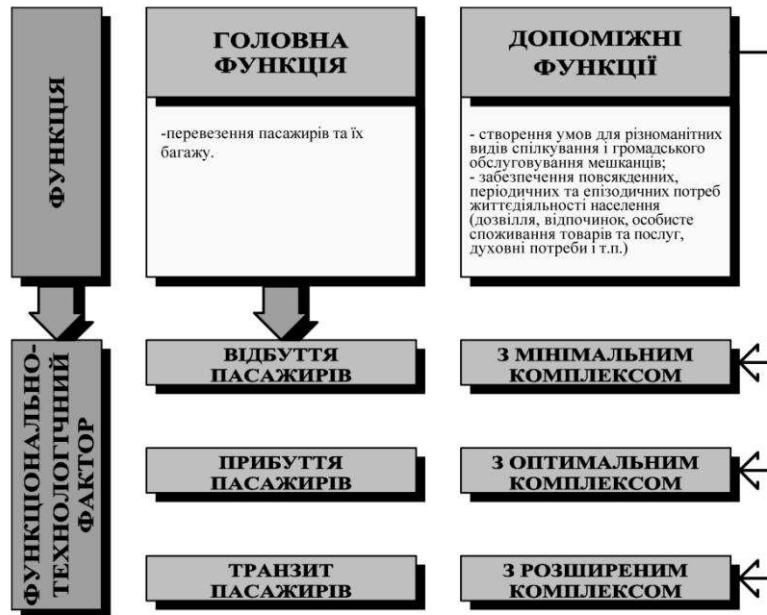 ФУНКЦІЯ
ГОЛОВНА
ФУНКЦІЯ
-перевезення пасажирів та їх
багажу.
ДОПОМІЖНІ
ФУНКЦІЇ
- створення умов для різноманітних
видів спілкування і громадського
обслуговування мешканців;
- забезпечення повсякденних,
періодичних та епізодичних потреб
життєдіяльності населення
(дозвілля, відпочинок, особисте
споживання товарів та послуг,
духовні потреби і т.п.)
ФУНКЦІОНАЛЬНО-
ТЕХНОЛОГІЧНИЙ
ФАКТОР
ВІДБУТТЯ
ПАСАЖИРІВ
З МІНІМАЛЬНИМ
КОМПЛЕКСОМ
ПРИБУТТЯ
ПАСАЖИРІВ
З ОПТИМАЛЬНИМ
КОМПЛЕКСОМ
ТРАНЗИТ
ПАСАЖИРІВ
З РОЗШИРЕНИМ
КОМПЛЕКСОМ